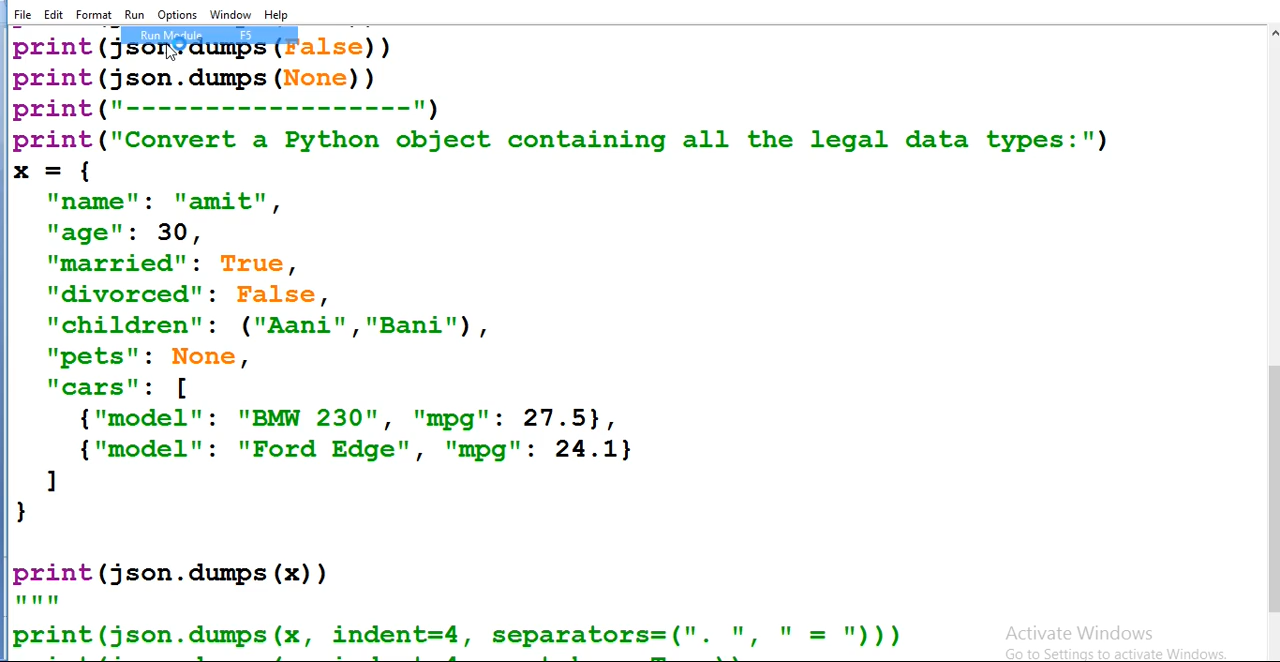 File Edit Format Run Options Window Help
Run Module F5
print(json.dumps(False))
print(json.dumps(None))
print("------------------")
print("Convert a Python object containing all the legal data types:")
x = {
  "name": "amit",
  "age": 30,
  "married": True,
  "divorced": False,
  "children": ("Aani","Bani"),
  "pets": None,
  "cars": [
    {"model": "BMW 230", "mpg": 27.5},
    {"model": "Ford Edge", "mpg": 24.1}
  ]
}
print(json.dumps(x))
"""
print(json.dumps(x, indent=4, separators=(". ", " = ")))
Activate Windows
Go to Settings to activate Windows.